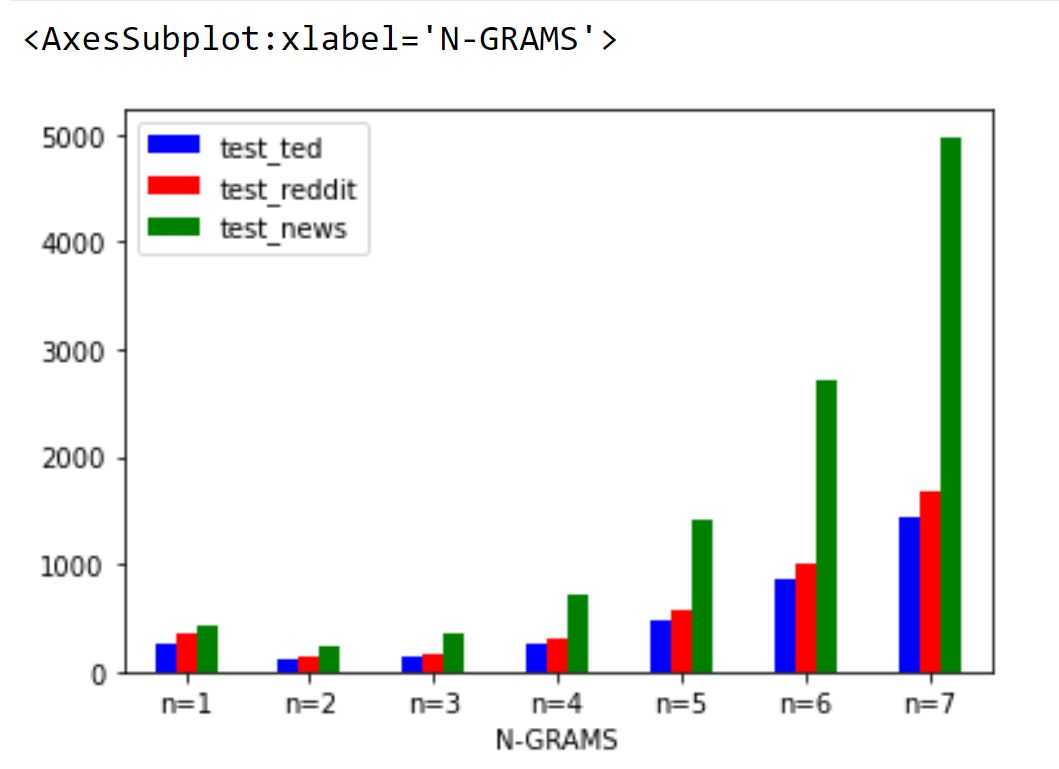 <AxesSubplot:xlabel='N-GRAMS'>
5000
4000
3000
2000
1000
0
test_ted
test_reddit
test_news
n=1 n=2 n=3 n=4 n=5 n=6 n=7
N-GRAMS